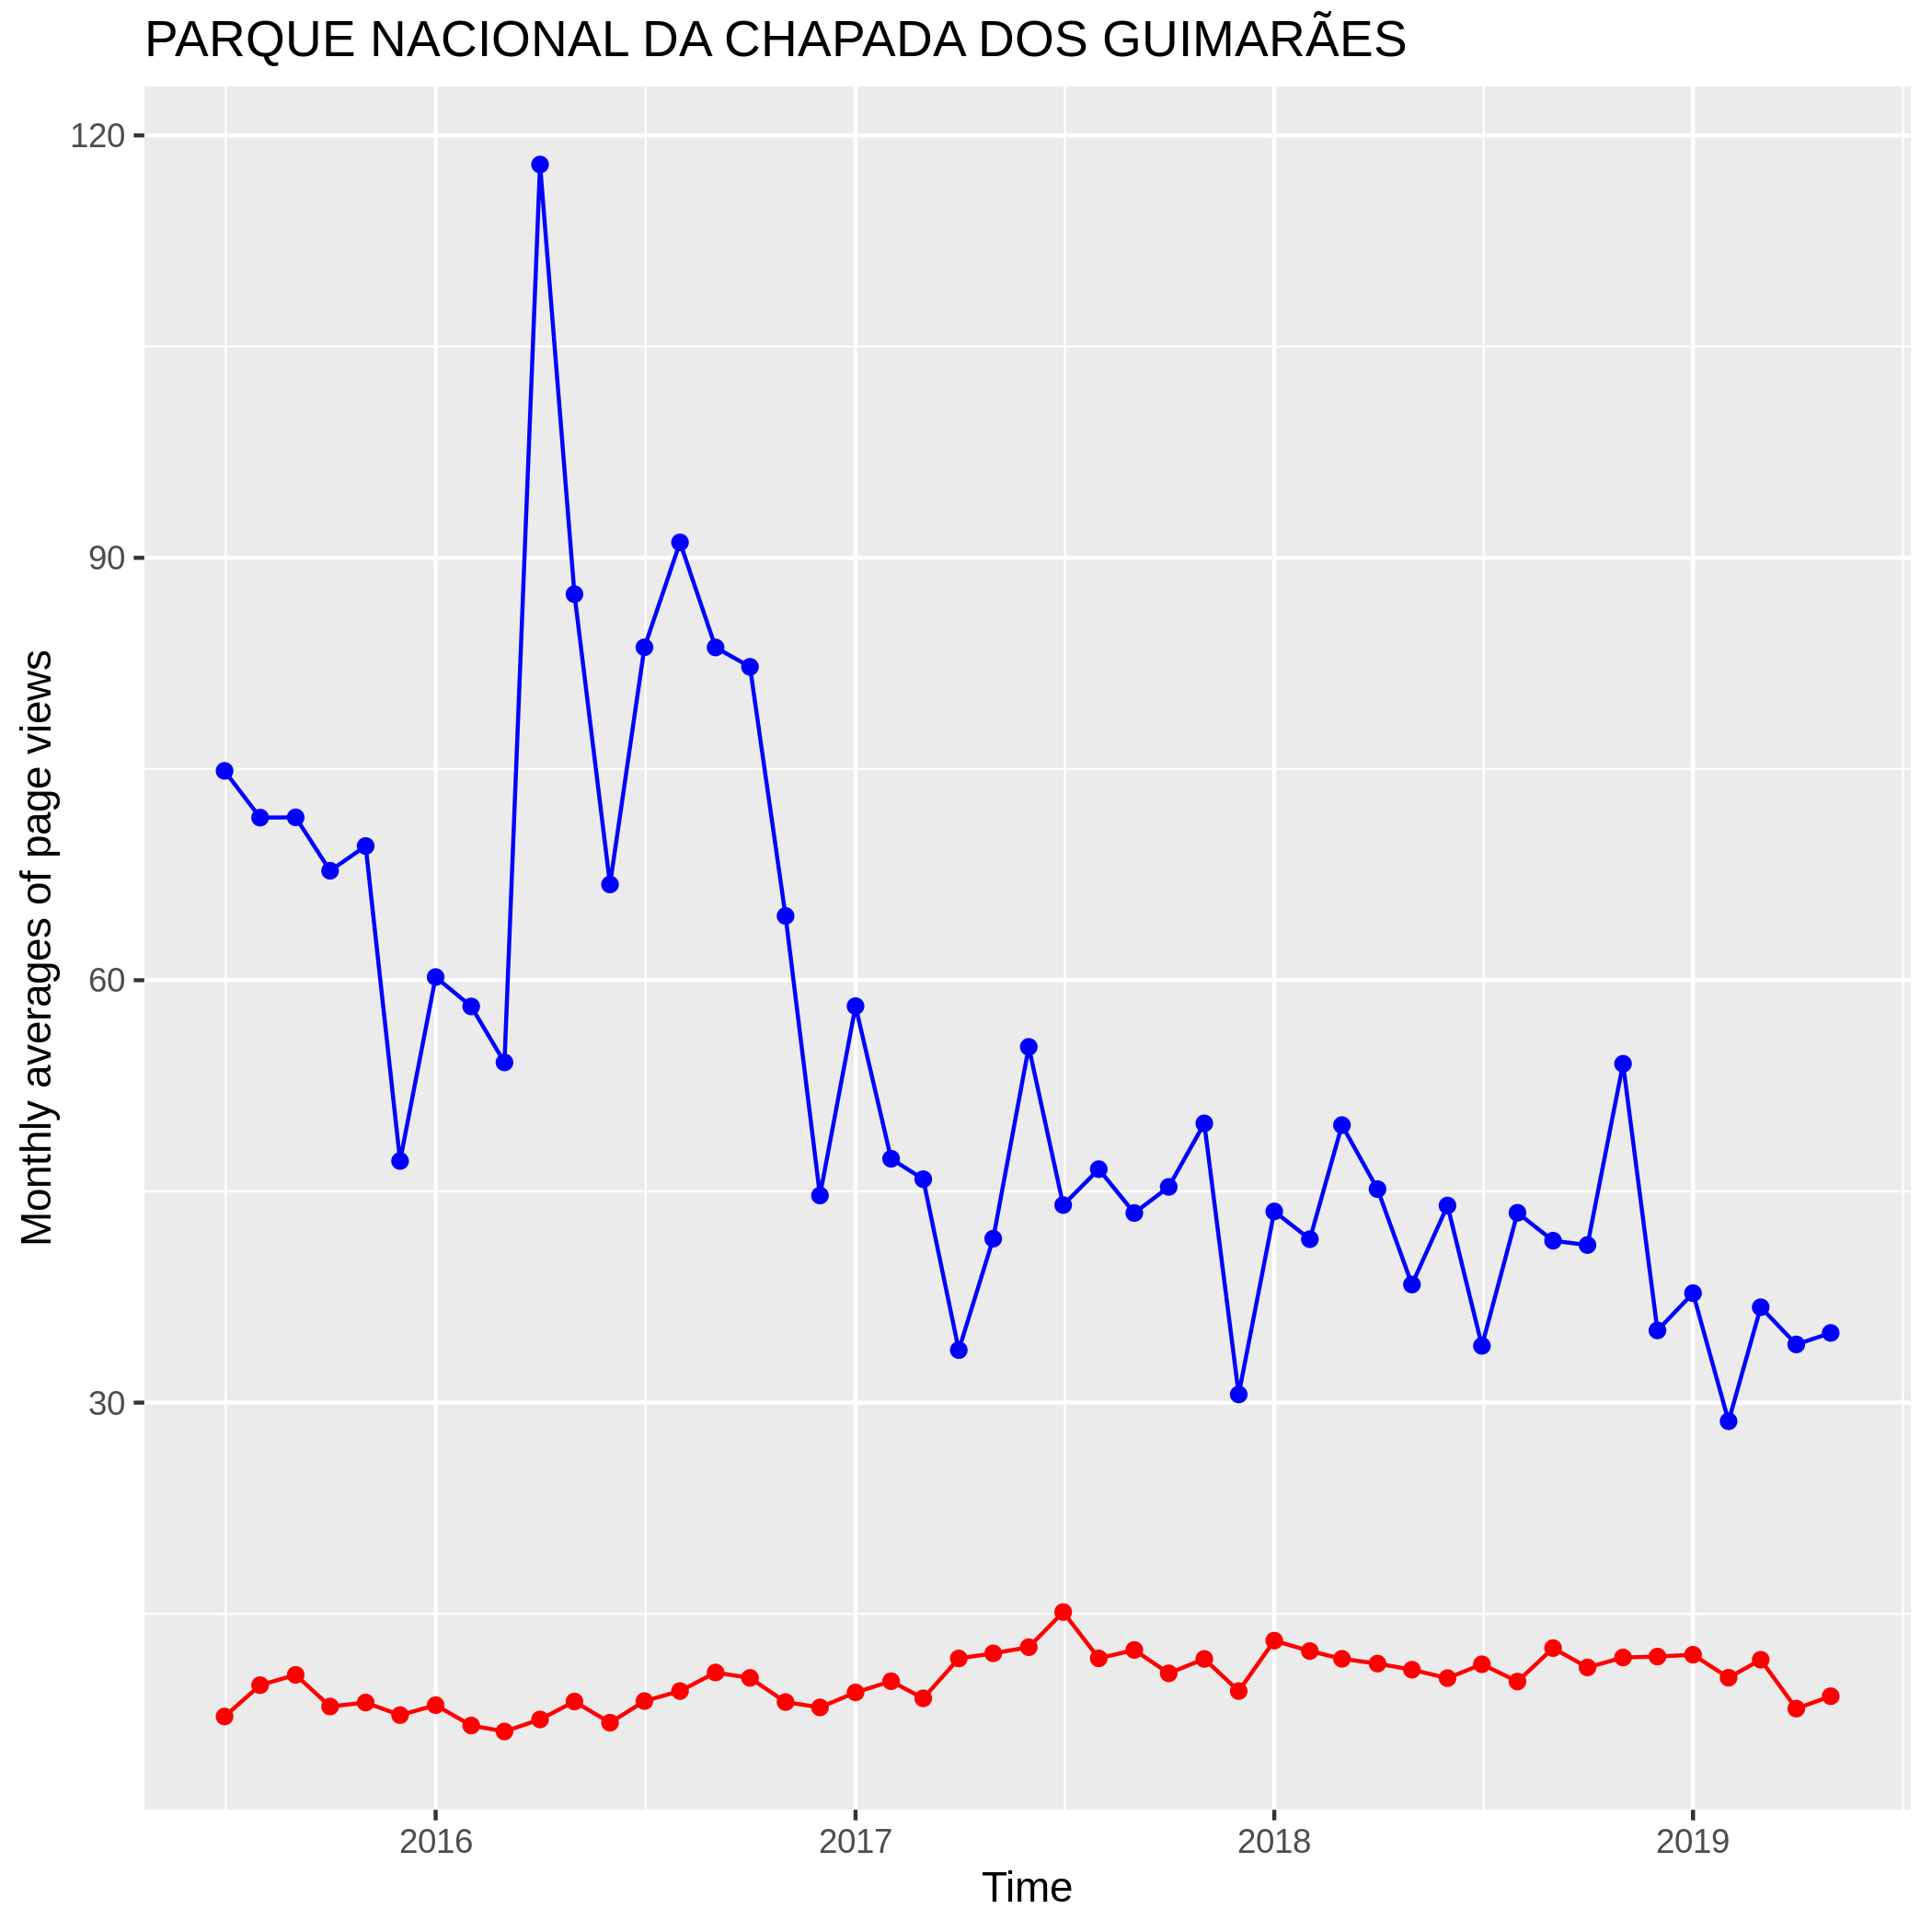 PARQUE NACIONAL DA CHAPADA DOS GUIMARÃES
120
90
60
30
Monthly averages of page views
2016
2017
2018
2019
Time